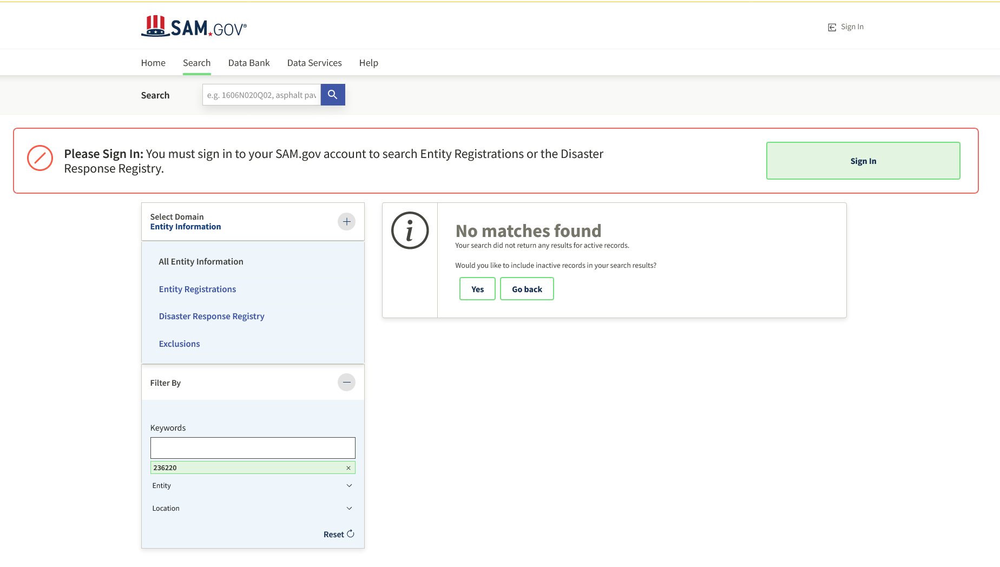 SAM.GOV®
Sign In
Home Search Data Bank Data Services Help
Search
e.g. 1606N020Q02, asphalt pav
Please Sign In: You must sign in to your SAM.gov account to search Entity Registrations or the Disaster
Response Registry.
Sign In
Select Domain
Entity Information
All Entity Information
Entity Registrations
Disaster Response Registry
Exclusions
Filter By
Keywords
236220
Entity
Location
Reset
i
No matches found
Your search did not return any results for active records.
Would you like to include inactive records in your search results?
Yes Go back